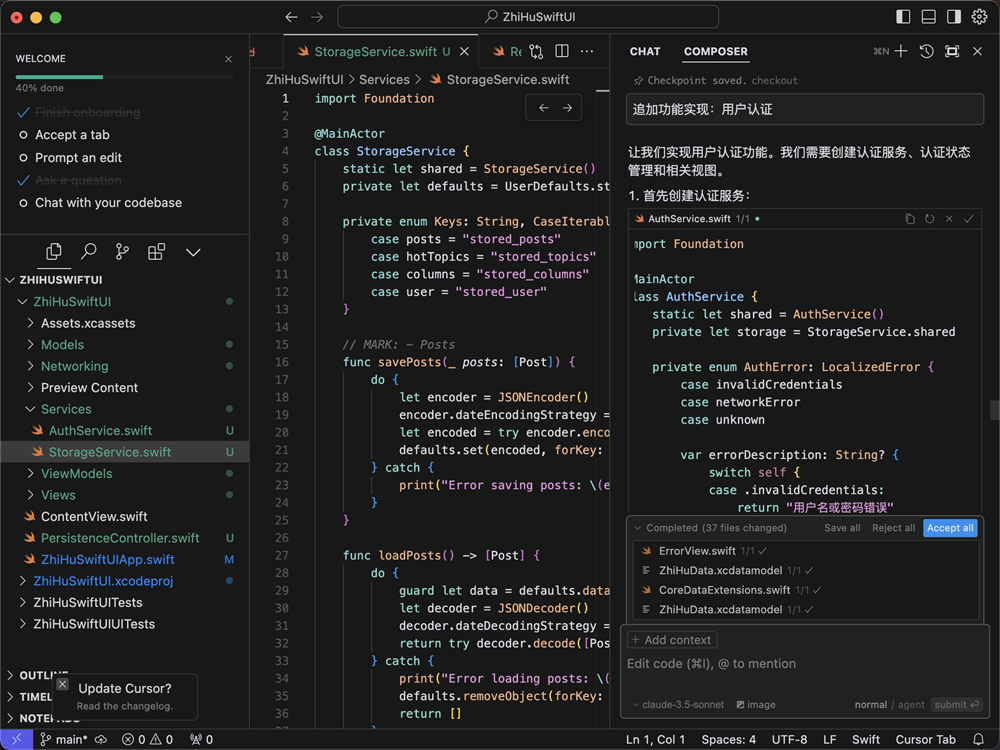 ZhiHuSwiftUI
WELCOME
40% done
Finish onboarding
Accept a tab
Prompt an edit
Ask a question
Chat with your codebase
ZHIHUSWIFTUI
ZhiHuSwiftUI
Assets.xcassets
Models
Networking
Preview Content
Services
AuthService.swift U
StorageService.swift U
ViewModels
Views
ContentView.swift
PersistenceController.swift U
ZhiHuSwiftUIApp.swift M
ZhiHuSwiftUI.xcodeproj
ZhiHuSwiftUITests
ZhiHuSwiftUIUITests
OUTLINE
TIMEL
NOTEPADS
Update Cursor?
Read the changelog.
StorageService.swift U
Re
ZhiHuSwiftUI > Services > StorageService.swift
1 import Foundation
2
3 @MainActor
4 class StorageService {
5 static let shared = StorageService()
6 private let defaults = UserDefaults.st
7
8 private enum Keys: String, CaseIterabl
9 case posts = "stored_posts"
10 case hotTopics = "stored_topics"
11 case columns = "stored_columns"
12 case user = "stored_user"
13 }
14
15 // MARK: - Posts
16 func savePosts(_ posts: [Post]) {
17 do {
18 let encoder = JSONEncoder()
19 encoder.dateEncodingStrategy =
20 let encoded = try encoder.enco
21 defaults.set(encoded, forKey:
22 } catch {
23 print("Error saving posts: \(e
24 }
25 }
26
27 func loadPosts() -> [Post] {
28 do {
29 guard let data = defaults.data
30 let decoder = JSONDecoder()
31 decoder.dateDecodingStrategy =
32 return try decoder.decode([Pos
33 } catch {
34 print("Error loading posts: \(
35 defaults.removeObject(forKey:
36 return []
CHAT COMPOSER ⌘N
Checkpoint saved. checkout
追加功能实现：用户认证
让我们实现用户认证功能。我们需要创建认证服务、认证状态
管理和相关视图。
1. 首先创建认证服务：
AuthService.swift 1/1
mport Foundation
MainActor
lass AuthService {
static let shared = AuthService()
private let storage = StorageService.shared
private enum AuthError: LocalizedError {
case invalidCredentials
case networkError
case unknown
var errorDescription: String? {
switch self {
case .invalidCredentials:
return "用户名或密码错误"
Completed (37 files changed) Save all Reject all Accept all
ErrorView.swift 1/1
ZhiHuData.xcdatamodel 1/1
CoreDataExtensions.swift 1/1
ZhiHuData.xcdatamodel 1/1
+ Add context
Edit code (⌘I), @ to mention
claude-3.5-sonnet image normal / agent submit
main* 0 0 0 Ln 1, Col 1 Spaces: 4 UTF-8 LF Swift Cursor Tab